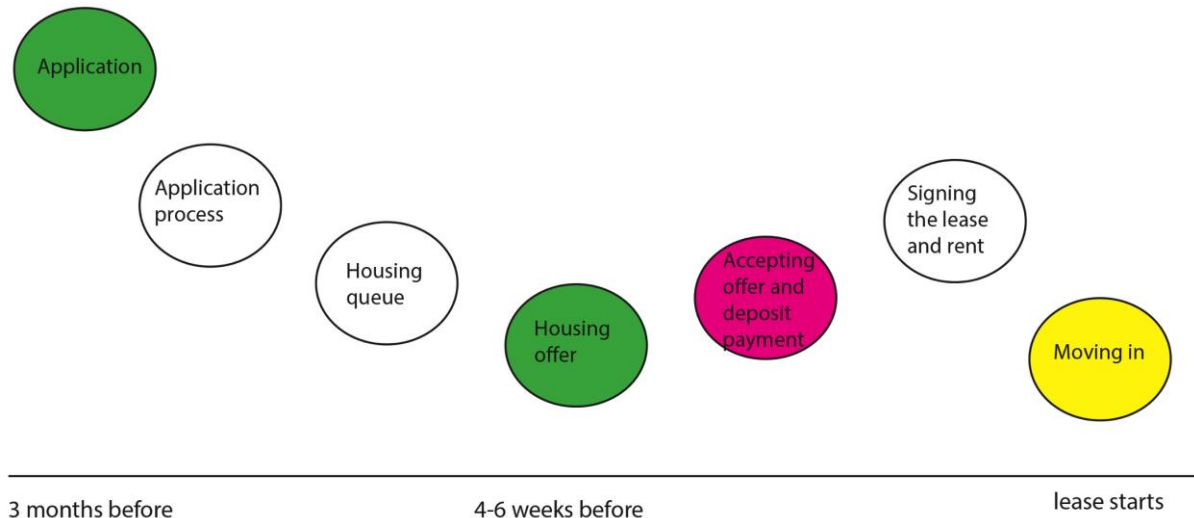 Application
Application
process
Housing
queue
Housing
offer
Accepting
offer and
deposit
payment
Signing
the lease
and rent
Moving in
3 months before
4-6 weeks before
lease starts